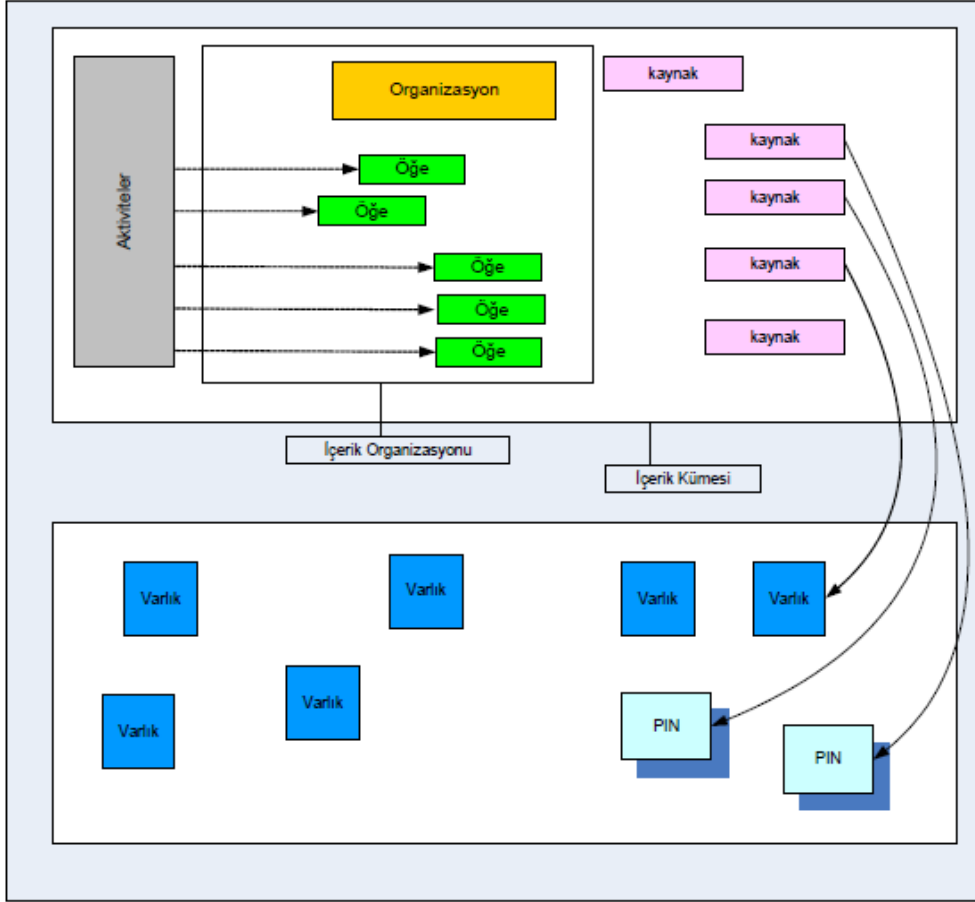 Aktiviteler
Organizasyon
Öğe
Öğe
Öğe
Öğe
Öğe
kaynak
kaynak
kaynak
kaynak
kaynak
İçerik Organizasyonu
İçerik Kümesi
Varlık
Varlık
Varlık
Varlık
Varlık
Varlık
PIN
PIN